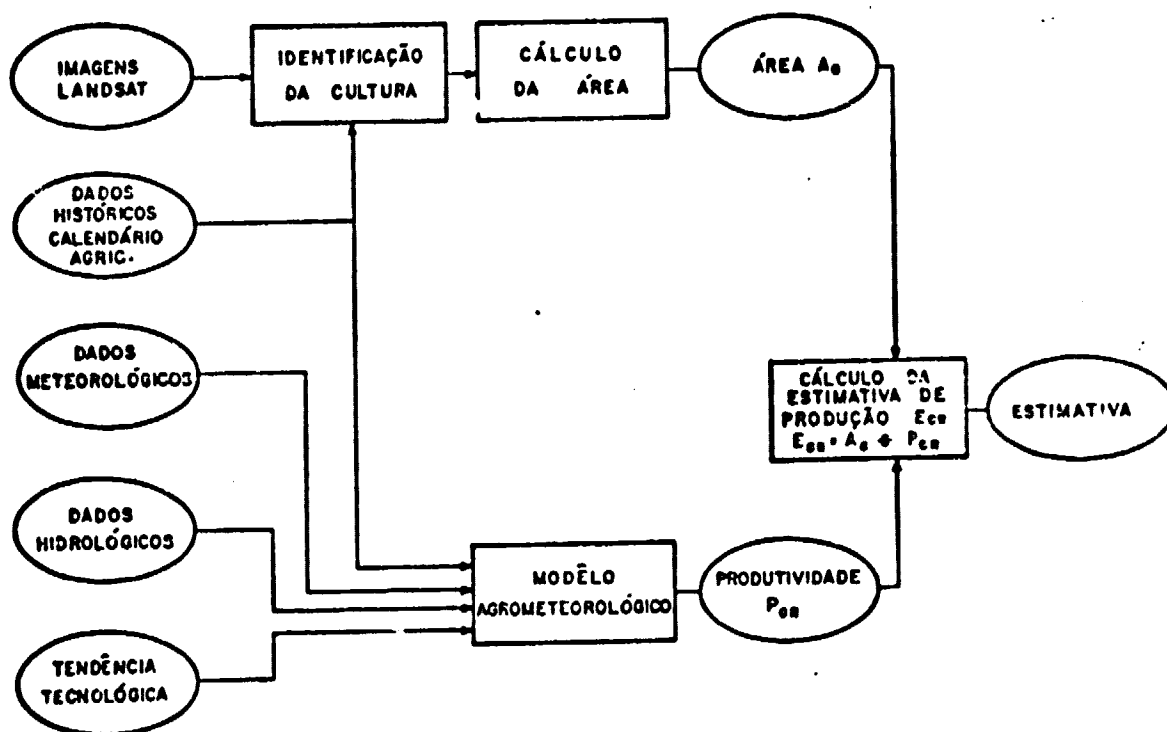 IMAGENS
LANDSAT
IDENTIFICAÇÃO
DA CULTURA
CÁLCULO
DA ÁREA
ÁREA
DADOS
HISTÓRICOS
CALENDÁRIO
AGRIC.
DADOS
METEOROLÓGICOS
CÁLCULO DA
ESTIMATIVA DE
PRODUÇÃO
ESTIMATIVA
DADOS
HIDROLÓGICOS
MODÊLO
AGROMETEOROLÓGICO
PRODUTIVIDADE
TENDÊNCIA
TECNOLÓGICA